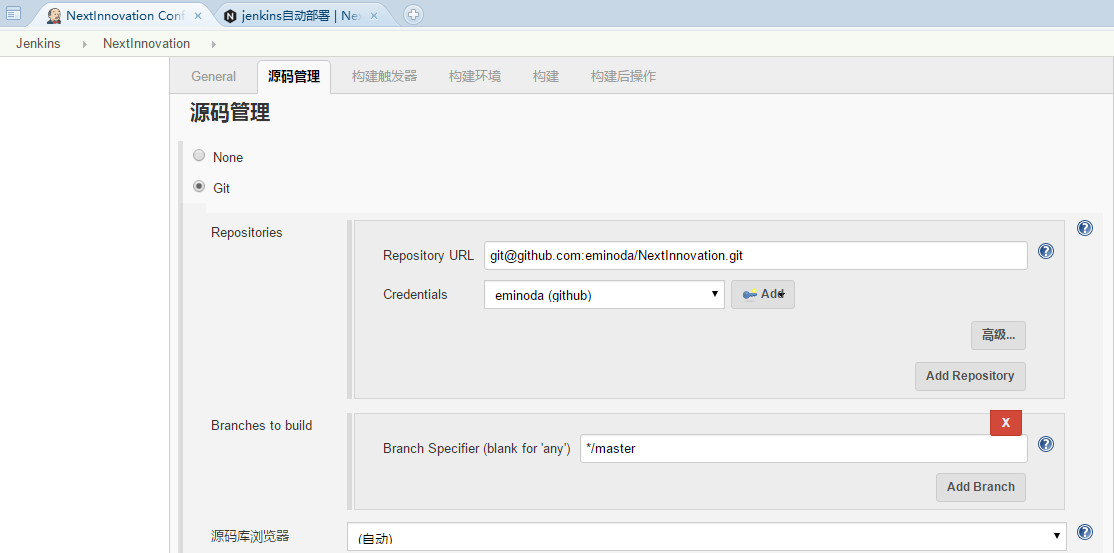 NextInnovation Conf
jenkins自动部署 | Ne
Jenkins NextInnovation
General 源码管理 构建触发器 构建环境 构建 构建后操作
源码管理
None
Git
Repositories
Repository URL git@github.com:eminoda/NextInnovation.git
Credentials eminoda (github) Add
高级...
Add Repository
Branches to build
X
Branch Specifier (blank for 'any') */master
Add Branch
源码库浏览器 (自动)